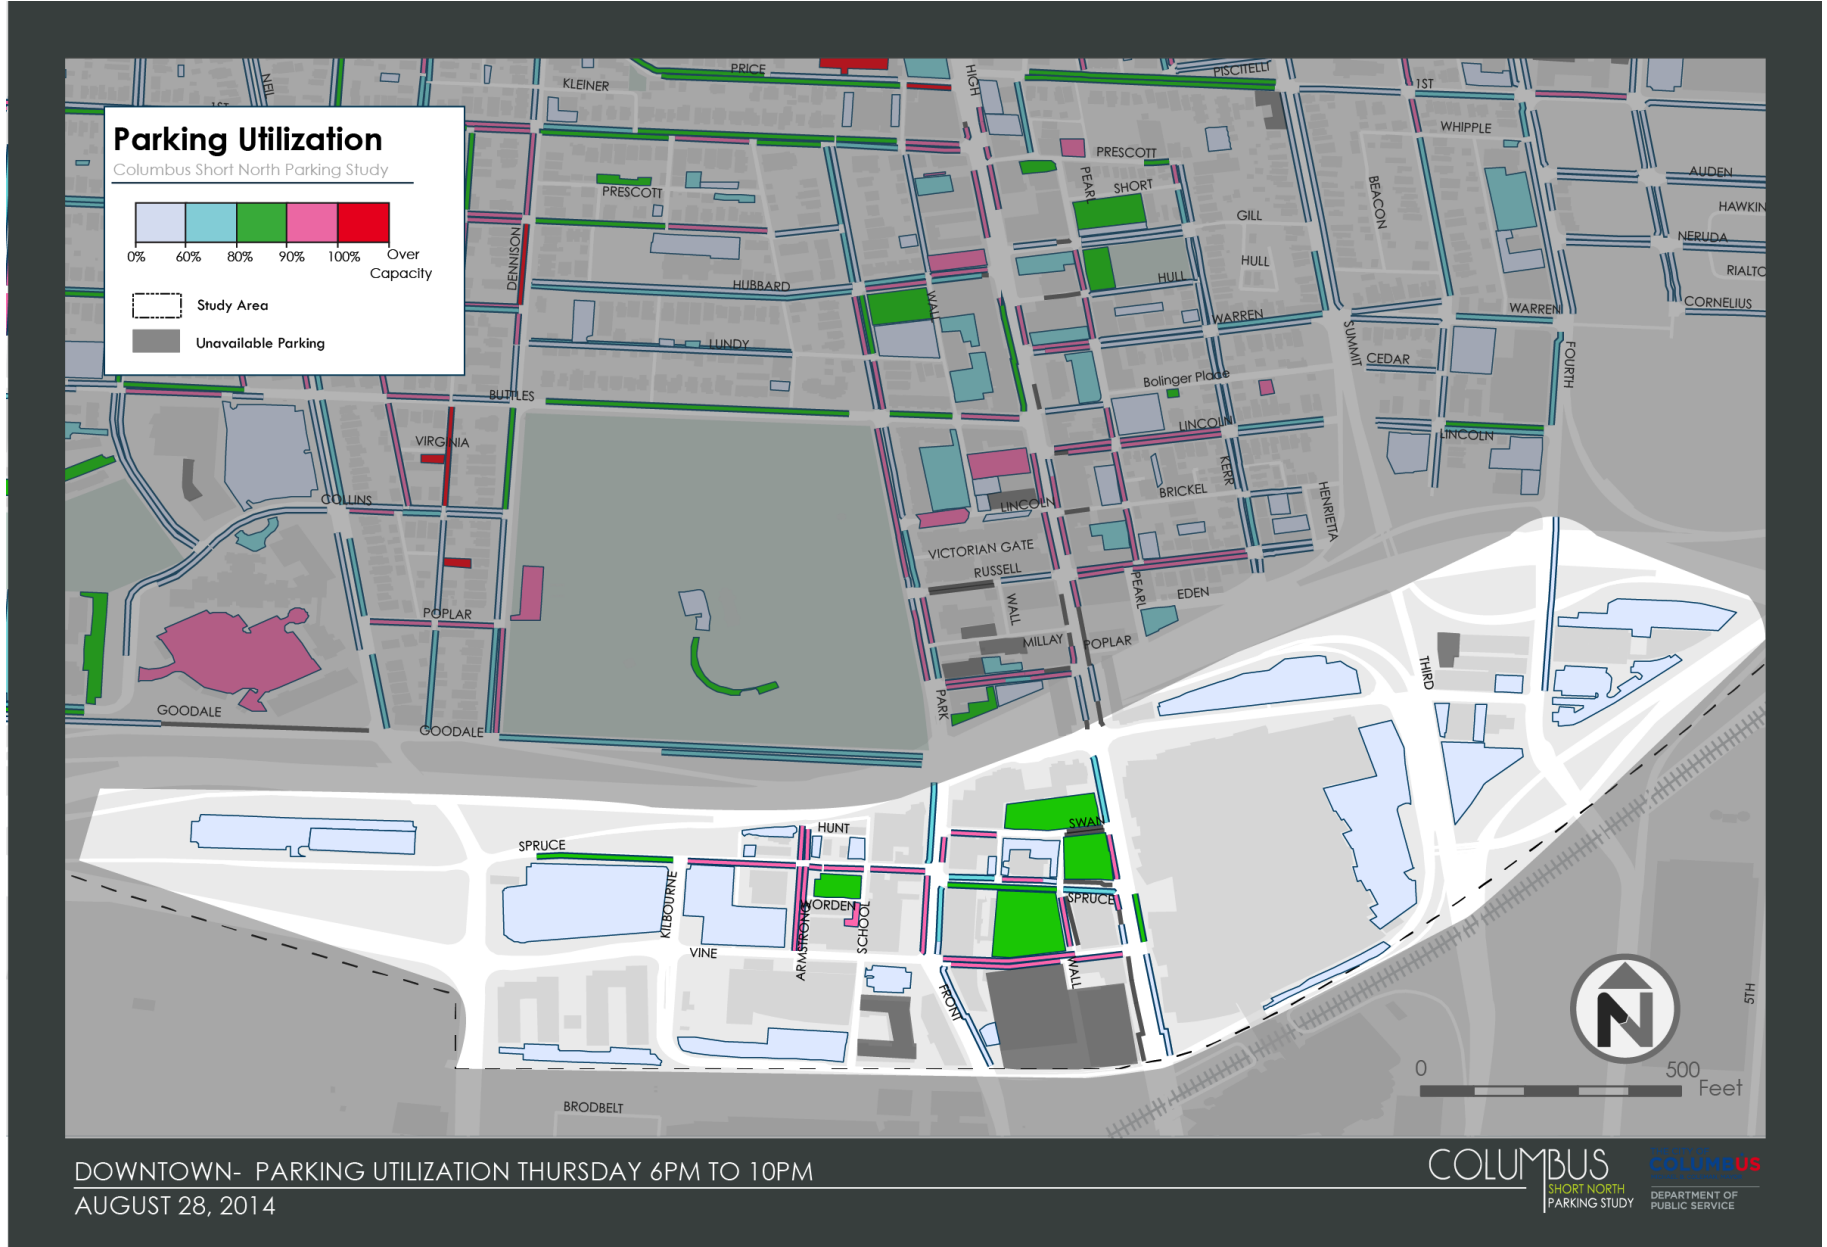 PRICE
KLEINER
NEIL
HIGH
PISCITELLI
1ST
1ST
WHIPPLE
Parking Utilization
Columbus Short North Parking Study
0% 60% 80% 90% 100% Over
Capacity
Study Area
Unavailable Parking
PRESCOTT
PRESCOTT
PEARL
SHORT
BEACON
AUDEN
HAWKIN
GILL
NERUDA
DENNISON
HULL
HULL
RIALTO
HUBBARD
WALL
CORNELIUS
WARREN
WARREN
LUNDY
SUMMIT
CEDAR
FOURTH
Bolinger Place
BUTTLES
LINCOLN
LINCOLN
VIRGINIA
KERR
BRICKEL
HENRIETTA
COLLINS
LINCOLN
VICTORIAN GATE
RUSSELL
PEARL
EDEN
WALL
POPLAR
MILLAY
POPLAR
THIRD
PARK
GOODALE
GOODALE
HUNT
SWAN
SPRUCE
KILBOURNE
WORDEN
SPRUCE
ARMSTRONG
SCHOOL
VINE
WALL
FRONT
5TH
N
0 500
Feet
BRODBELT
DOWNTOWN- PARKING UTILIZATION THURSDAY 6PM TO 10PM
AUGUST 28, 2014
COLUMBUS
SHORT NORTH
PARKING STUDY
COLUMBUS
DEPARTMENT OF
PUBLIC SERVICE